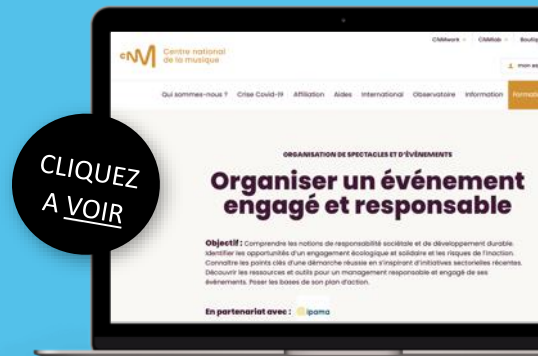 CNMwork CNMlab Boutiq
CNM Centre national
de la musique
mon es
Qui sommes-nous ? Crise Covid-19 Affiliation Aides International Observatoire Information Formatio
ORGANISATION DE SPECTACLES ET D'ÉVÉNEMENTS
CLIQUEZ
A VOIR
Organiser un événement
engagé et responsable
Objectif : Comprendre les notions de responsabilité sociétale et de développement durable.
Identifier les opportunités d'un engagement écologique et solidaire et les risques de l'inaction.
Connaître les points clés d'une démarche réussie en s'inspirant d'initiatives sectorielles récentes.
Découvrir les ressources et outils pour un management responsable et engagé de ses
événements. Poser les bases de son plan d'action.
En partenariat avec : ipama